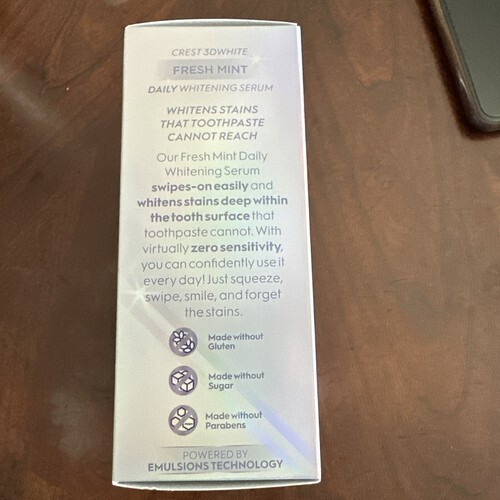 CREST 3DWHITE
FRESH MINT
DAILY WHITENING SERUM
WHITENS STAINS
THAT TOOTHPASTE
CANNOT REACH
Our Fresh Mint Daily
Whitening Serum
swipes-on easily and
whitens stains deep within
the tooth surface that
toothpaste cannot. With
virtually zero sensitivity,
you can confidently use it
every day! Just squeeze,
swipe, smile, and forget
the stains.
Made without
Gluten
Made without
Sugar
Made without
Parabens
POWERED BY
EMULSIONS TECHNOLOGY